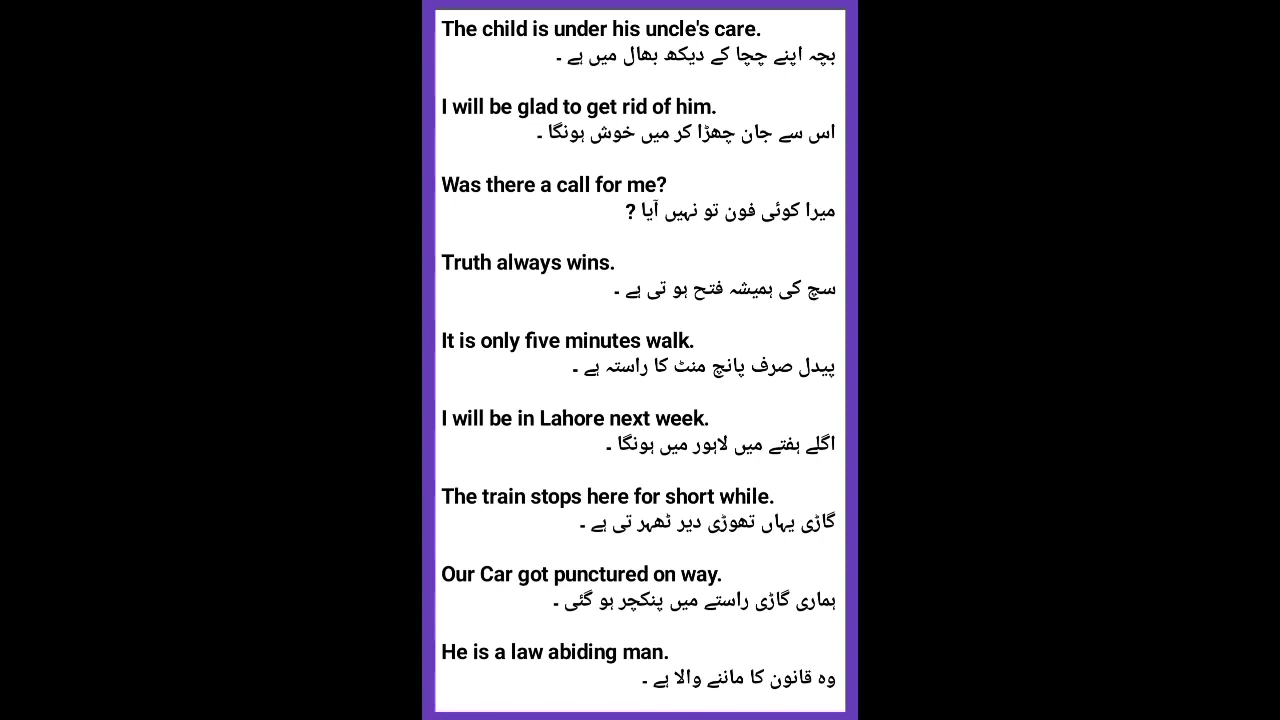 The child is under his uncle's care.
بچہ اپنے چچا کے دیکھ بھال میں ہے ۔
I will be glad to get rid of him.
اس سے جان چھڑا کر میں خوش ہونگا ۔
Was there a call for me?
میرا کوئی فون تو نہیں آیا ?
Truth always wins.
سچ کی ہمیشہ فتح ہو تی ہے ۔
It is only five minutes walk.
پیدل صرف پانچ منٹ کا راستہ ہے ۔
I will be in Lahore next week.
اگلے ہفتے میں لاہور میں ہونگا ۔
The train stops here for short while.
گاڑی یہاں تھوڑی دیر ٹھہر تی ہے ۔
Our Car got punctured on way.
ہماری گاڑی راستے میں پنکچر ہو گئی ۔
He is a law abiding man.
وہ قانون کا ماننے والا ہے ۔